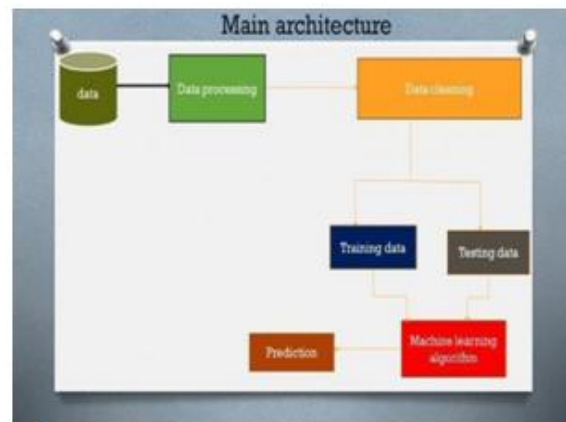 Main architecture
data
Data processing
Data cleaning
Training data
Testing data
Prediction
Machine learning
algorithm